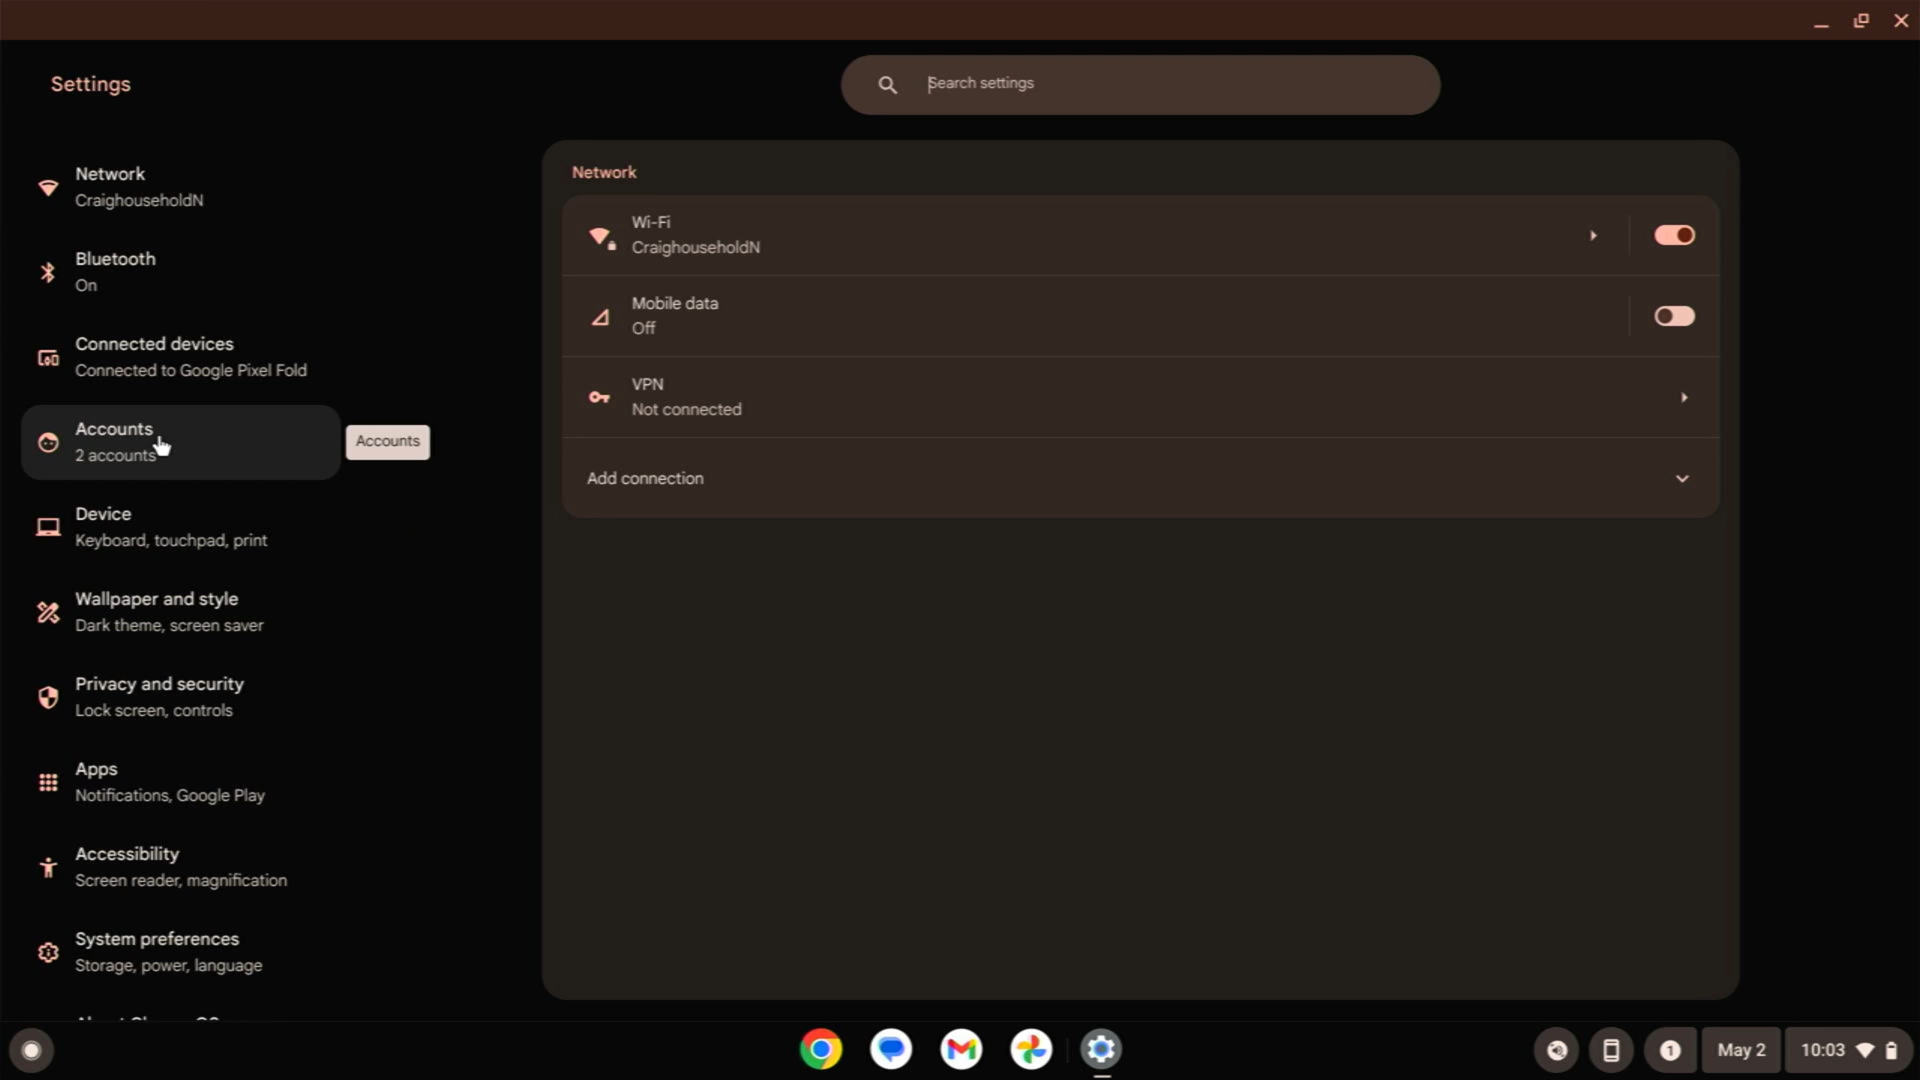 Settings
Search settings
Network
CraighouseholdN
Bluetooth
On
Connected devices
Connected to Google Pixel Fold
Accounts
2 accounts
Accounts
Device
Keyboard, touchpad, print
Wallpaper and style
Dark theme, screen saver
Privacy and security
Lock screen, controls
Apps
Notifications, Google Play
Accessibility
Screen reader, magnification
System preferences
Storage, power, language
Network
Wi-Fi
CraighouseholdN
Mobile data
Off
VPN
Not connected
Add connection
1
May 2
10:03